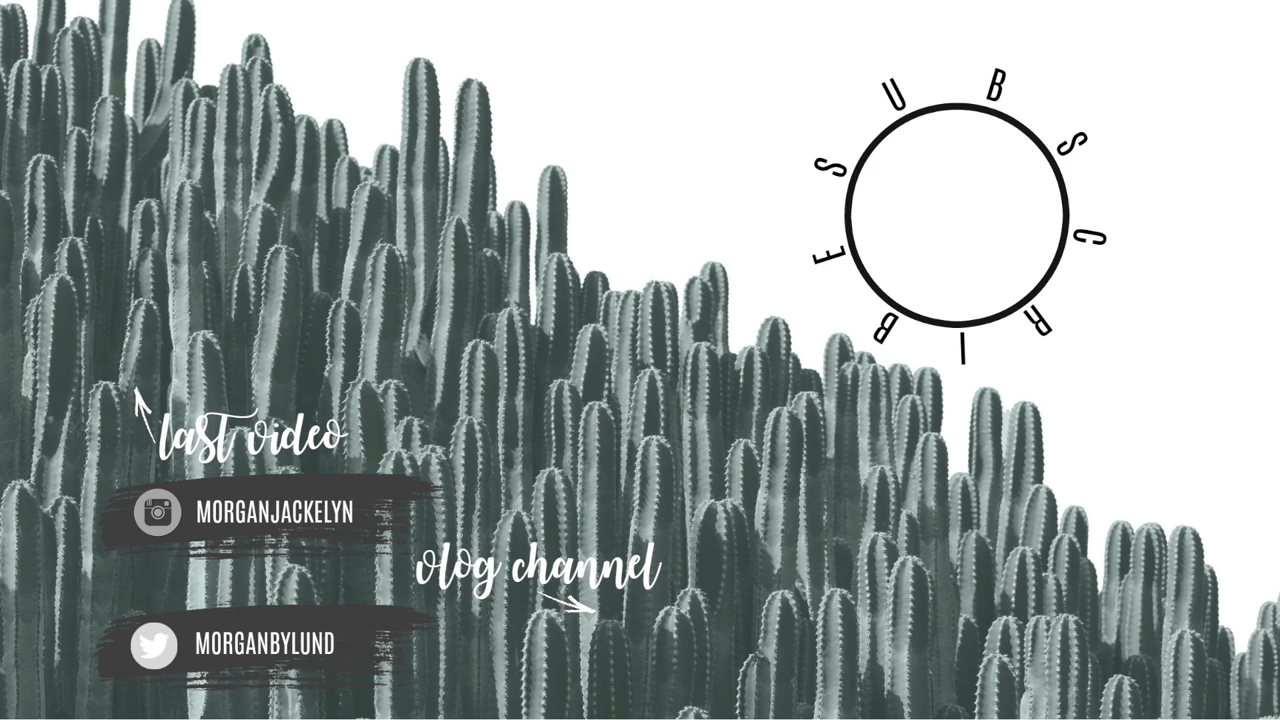 SUBSCRIBE
last video
MORGANJACKELYN
vlog channel
MORGANBYLUND